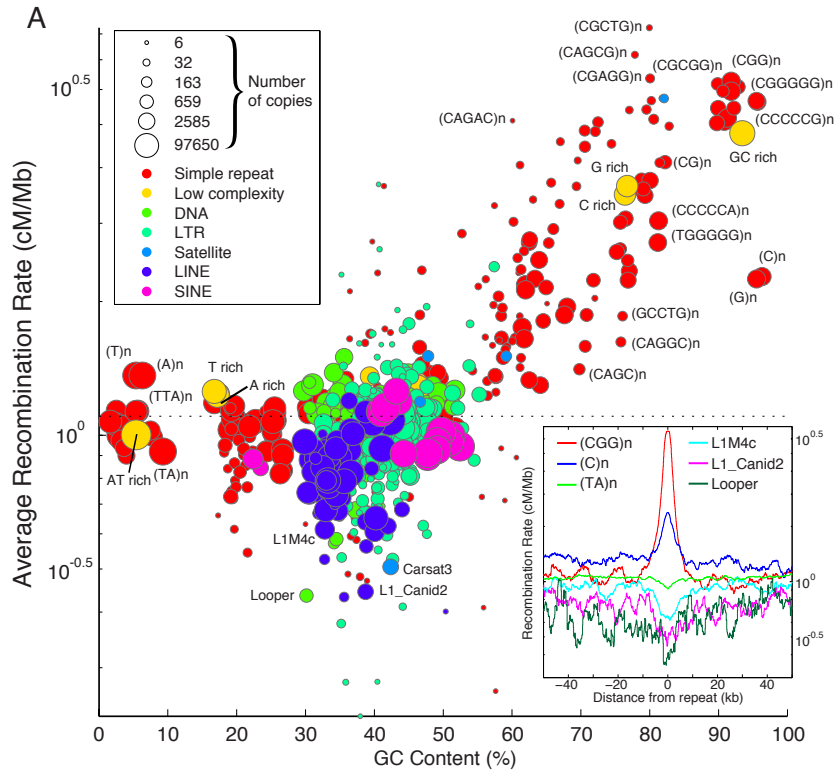 A
6
32
163
659
2585
97650
Number
of copies
Simple repeat
Low complexity
DNA
LTR
Satellite
LINE
SINE
(CGCTG)n
(CAGCG)n
(CGAGG)n
(CGCGG)n
(CGG)n
(CGGGGG)n
(CCCCCG)n
(CAGAC)n
GC rich
(CG)n
G rich
C rich
(CCCCCA)n
(TGGGGG)n
(C)n
(G)n
(GCCTG)n
(CAGGC)n
(CAGC)n
(T)n
(A)n
T rich
A rich
(TTA)n
AT rich
(TA)n
L1M4c
Looper
Carsat3
L1_Canid2
10^0.5
10^0
10^-0.5
Average Recombination Rate (cM/Mb)
0 10 20 30 40 50 60 70 80 90 100
GC Content (%)
(CGG)n
(C)n
(TA)n
L1M4c
L1_Canid2
Looper
10^0.5
10^0
10^-0.5
Recombination Rate (cM/Mb)
−40 −20 0 20 40
Distance from repeat (kb)